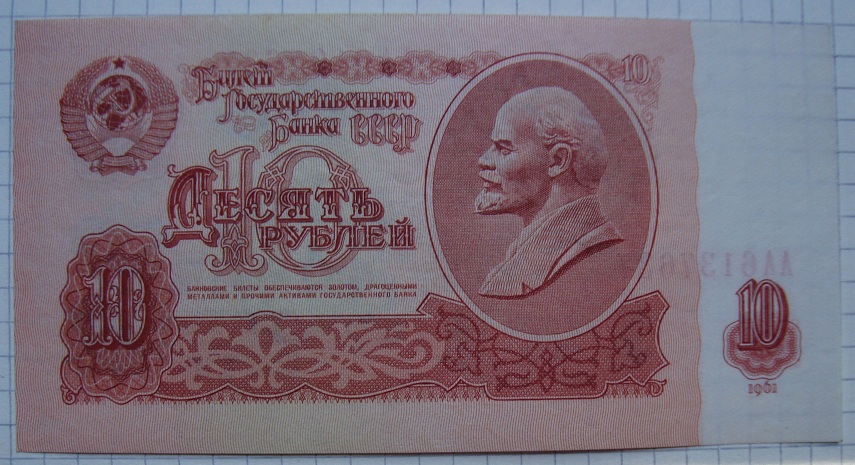 Билет
Государственного
Банка СССР
10
10
Десять
рублей
БАНКОВСКИЕ БИЛЕТЫ ОБЕСПЕЧИВАЮТСЯ ЗОЛОТОМ, ДРАГОЦЕННЫМИ
МЕТАЛЛАМИ И ПРОЧИМИ АКТИВАМИ ГОСУДАРСТВЕННОГО БАНКА
10
10
1961